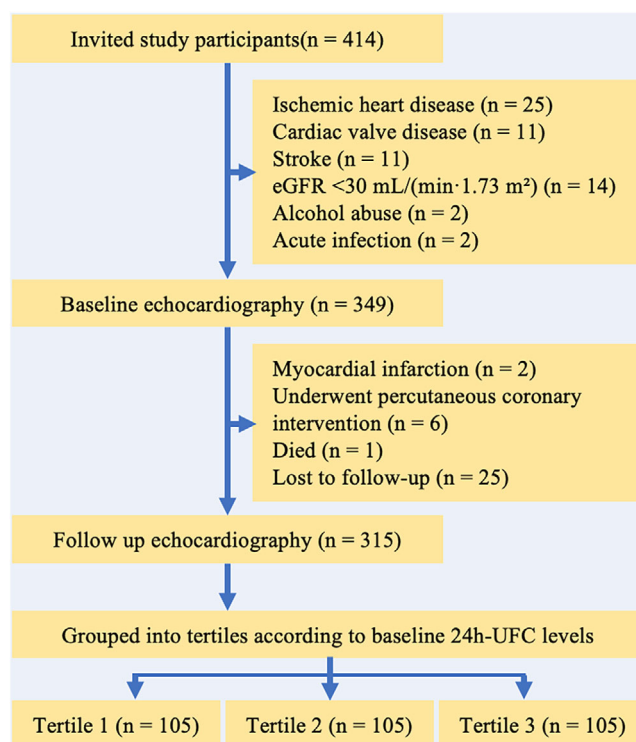 Invited study participants(n = 414)
Ischemic heart disease (n = 25)
Cardiac valve disease (n = 11)
Stroke (n = 11)
eGFR <30 mL/(min·1.73 m²) (n = 14)
Alcohol abuse (n = 2)
Acute infection (n = 2)
Baseline echocardiography (n = 349)
Myocardial infarction (n = 2)
Underwent percutaneous coronary
intervention (n = 6)
Died (n = 1)
Lost to follow-up (n = 25)
Follow up echocardiography (n = 315)
Grouped into tertiles according to baseline 24h-UFC levels
Tertile 1 (n = 105)
Tertile 2 (n = 105)
Tertile 3 (n = 105)